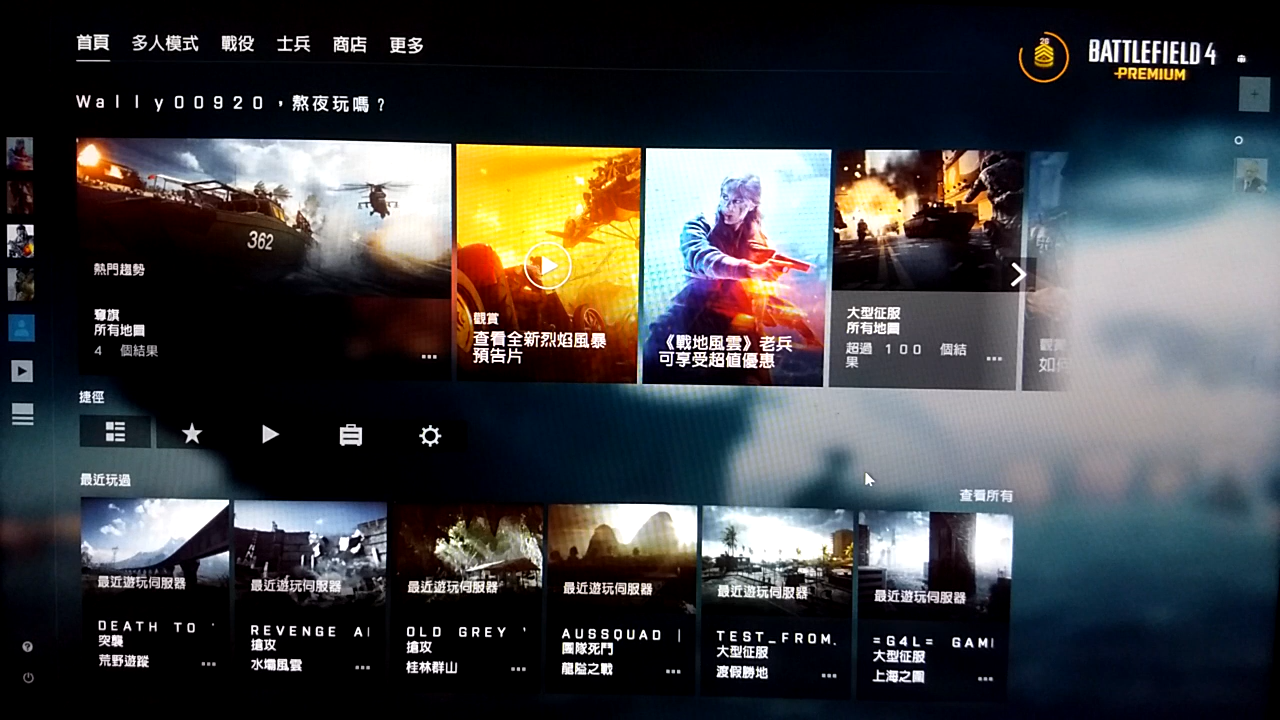 首頁 多人模式 戰役 士兵 商店 更多
26
BATTLEFIELD 4
PREMIUM
Wally00920，熬夜玩嗎？
362
熱門趨勢
奪旗
所有地圖
4 個結果
觀賞
查看全新烈焰風暴
預告片
《戰地風雲》老兵
可享受超值優惠
大型征服
所有地圖
超過 100 個結
果
如何
捷徑
最近玩過
查看所有
最近遊玩伺服器
DEATH TO
突襲
荒野遊蹤
最近遊玩伺服器
REVENGE
搶攻
水壩風雲
最近遊玩伺服器
OLD GREY
搶攻
桂林群山
最近遊玩伺服器
AUSSQUAD |
團隊死鬥
龍隘之戰
最近遊玩伺服器
TEST_FROM.
大型征服
渡假勝地
最近遊玩伺服器
=G4L= GAM
大型征服
上海之圍